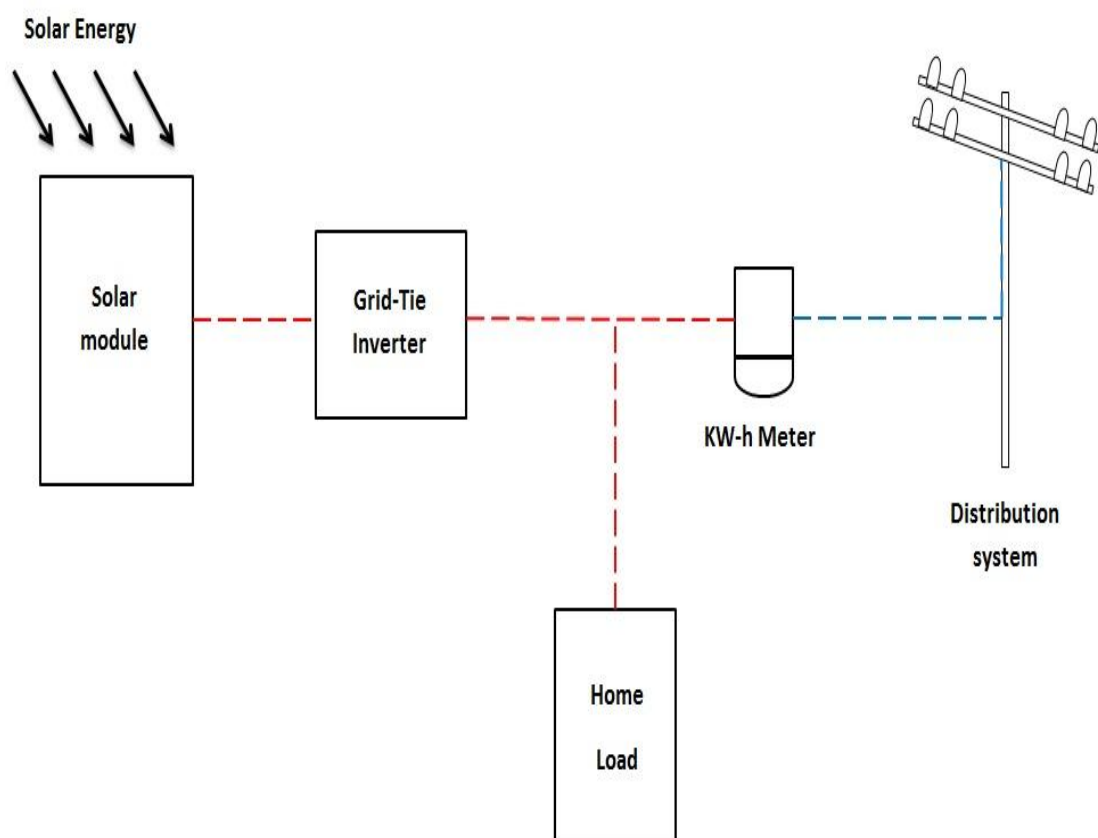 Solar Energy
Solar
module
Grid-Tie
Inverter
KW-h Meter
Distribution
system
Home
Load